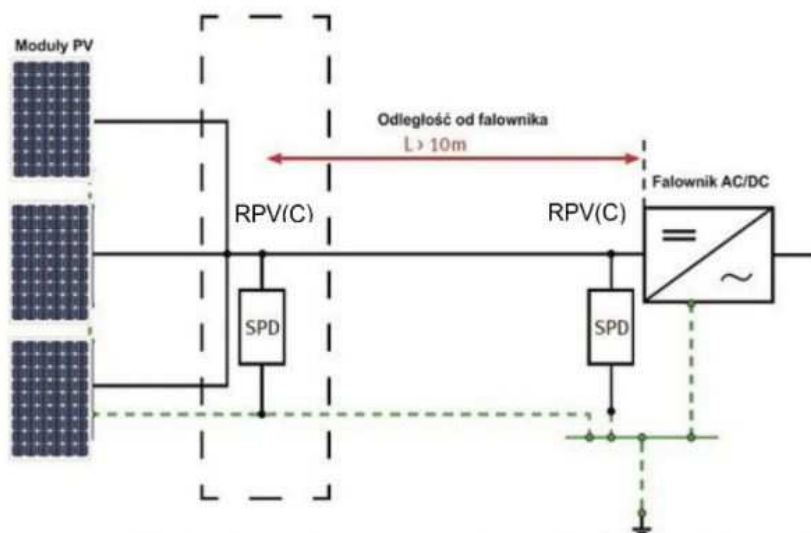 Moduły PV
Odległość od falownika
L > 10m
Falownik AC/DC
RPV(C)
RPV(C)
SPD
SPD